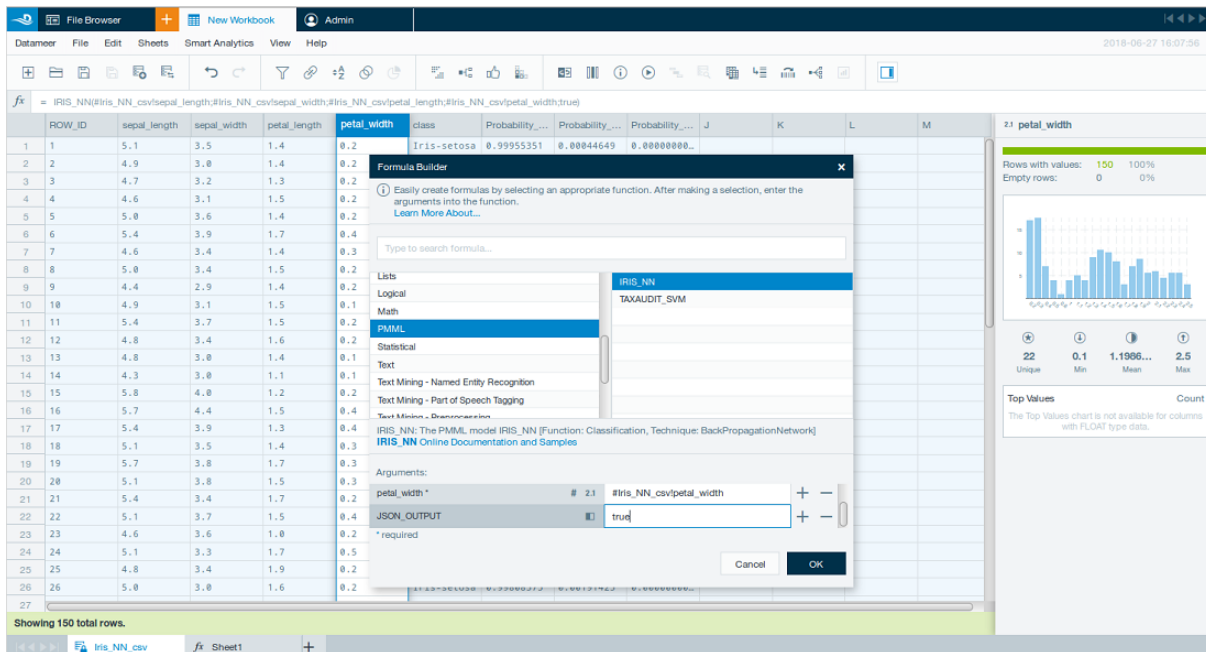 File Browser
+
New Workbook
Admin
Datameer File Edit Sheets Smart Analytics View Help
2018-06-27 16:07:56
fx = IRIS_NN(#Iris_NN_csv!sepal_length;#Iris_NN_csv!sepal_width;#Iris_NN_csv!petal_length;#Iris_NN_csv!petal_width;true)
ROW_ID sepal_length sepal_width petal_length petal_width class Probability_... Probability_... Probability_... J K L M
1 1 5.1 3.5 1.4 0.2 Iris-setosa 0.99955351 0.00044649 0.00000000...
2 2 4.9 3.0 1.4 0.2
3 3 4.7 3.2 1.3 0.2
4 4 4.6 3.1 1.5 0.2
5 5 5.0 3.6 1.4 0.2
6 6 5.4 3.9 1.7 0.4
7 7 4.6 3.4 1.4 0.3
8 8 5.0 3.4 1.5 0.2
9 9 4.4 2.9 1.4 0.2
10 10 4.9 3.1 1.5 0.1
11 11 5.4 3.7 1.5 0.2
12 12 4.8 3.4 1.6 0.2
13 13 4.8 3.0 1.4 0.1
14 14 4.3 3.0 1.1 0.1
15 15 5.8 4.0 1.2 0.2
16 16 5.7 4.4 1.5 0.4
17 17 5.4 3.9 1.3 0.4
18 18 5.1 3.5 1.4 0.3
19 19 5.7 3.8 1.7 0.3
20 20 5.1 3.8 1.5 0.3
21 21 5.4 3.4 1.7 0.2
22 22 5.1 3.7 1.5 0.4
23 23 4.6 3.6 1.0 0.2
24 24 5.1 3.3 1.7 0.5
25 25 4.8 3.4 1.9 0.2
26 26 5.0 3.0 1.6 0.2
27
Formula Builder
Easily create formulas by selecting an appropriate function. After making a selection, enter the
arguments into the function.
Learn More About...
Type to search formula...
Lists
Logical
Math
PMML
Statistical
Text
Text Mining - Named Entity Recognition
Text Mining - Part of Speech Tagging
Text Mining - Preprocessing
IRIS_NN
TAXAUDIT_SVM
IRIS_NN: The PMML model IRIS_NN [Function: Classification, Technique: BackPropagationNetwork]
IRIS_NN Online Documentation and Samples
Arguments:
petal_width * # 2.1 #Iris_NN_csv!petal_width + −
JSON_OUTPUT true + −
* required
Cancel OK
2.1 petal_width
Rows with values: 150 100%
Empty rows: 0 0%
22 0.1 1.1986... 2.5
Unique Min Mean Max
Top Values Count
The Top Values chart is not available for columns
with FLOAT type data.
Showing 150 total rows.
Iris_NN_csv fx Sheet1 +